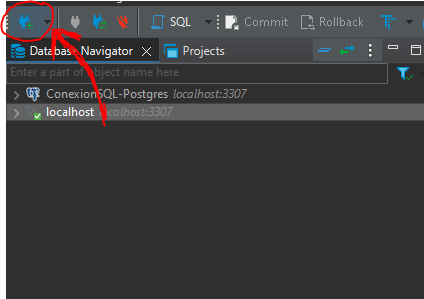 SQL Commit Rollback T
Database Navigator Projects
Enter a part of object name here
ConexionSQL-Postgres localhost:3307
localhost localhost:3307